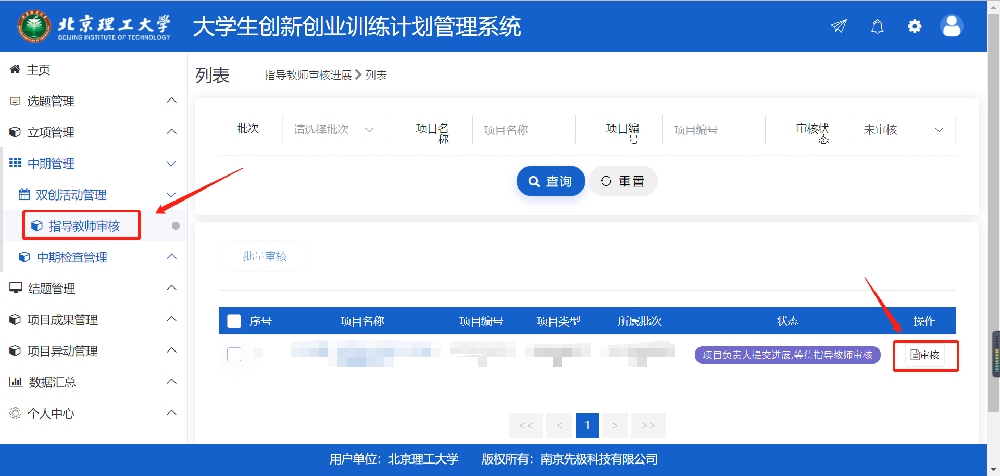 北京理工大学
BEIJING INSTITUTE OF TECHNOLOGY
大学生创新创业训练计划管理系统
主页
选题管理
立项管理
中期管理
双创活动管理
指导教师审核
中期检查管理
结题管理
项目成果管理
项目异动管理
数据汇总
个人中心
列表
指导教师审核进展 列表
批次
请选择批次
项目名
称
项目名称
项目编
号
项目编号
审核状
态
未审核
查询
重置
批量审核
序号 项目名称 项目编号 项目类型 所属批次 状态 操作
项目负责人提交进展,等待指导教师审核
审核
<< < 1 > >>
用户单位：北京理工大学 版权所有：南京先极科技有限公司